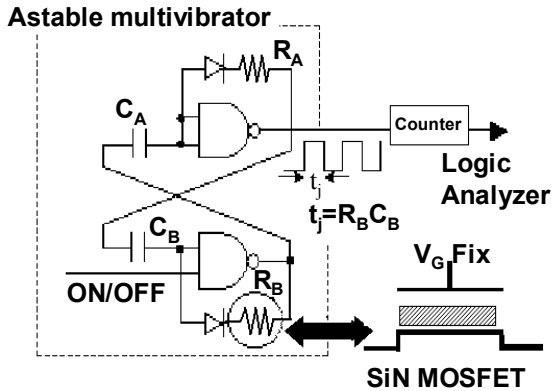 Astable multivibrator
R_A
C_A
Counter
Logic
Analyzer
t_j
t_j=R_BC_B
C_B
V_G Fix
ON/OFF
R_B
SiN MOSFET